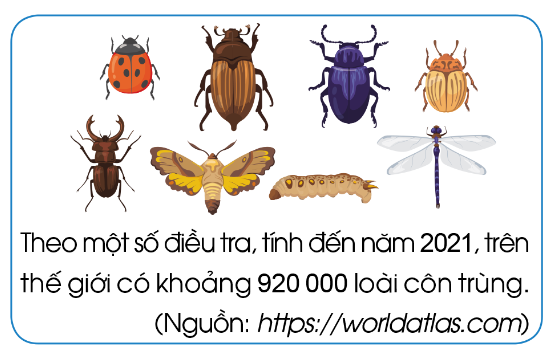 Theo một số điều tra, tính đến năm 2021, trên
thế giới có khoảng 920 000 loài côn trùng.
(Nguồn: https://worldatlas.com)